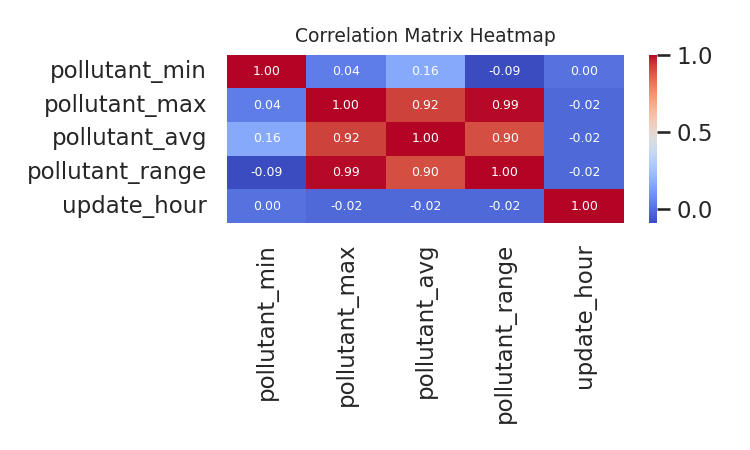 Correlation Matrix Heatmap
pollutant_min 1.00 0.04 0.16 -0.09 0.00
pollutant_max 0.04 1.00 0.92 0.99 -0.02
pollutant_avg 0.16 0.92 1.00 0.90 -0.02
pollutant_range -0.09 0.99 0.90 1.00 -0.02
update_hour 0.00 -0.02 -0.02 -0.02 1.00
pollutant_min
pollutant_max
pollutant_avg
pollutant_range
update_hour
1.0
0.5
0.0